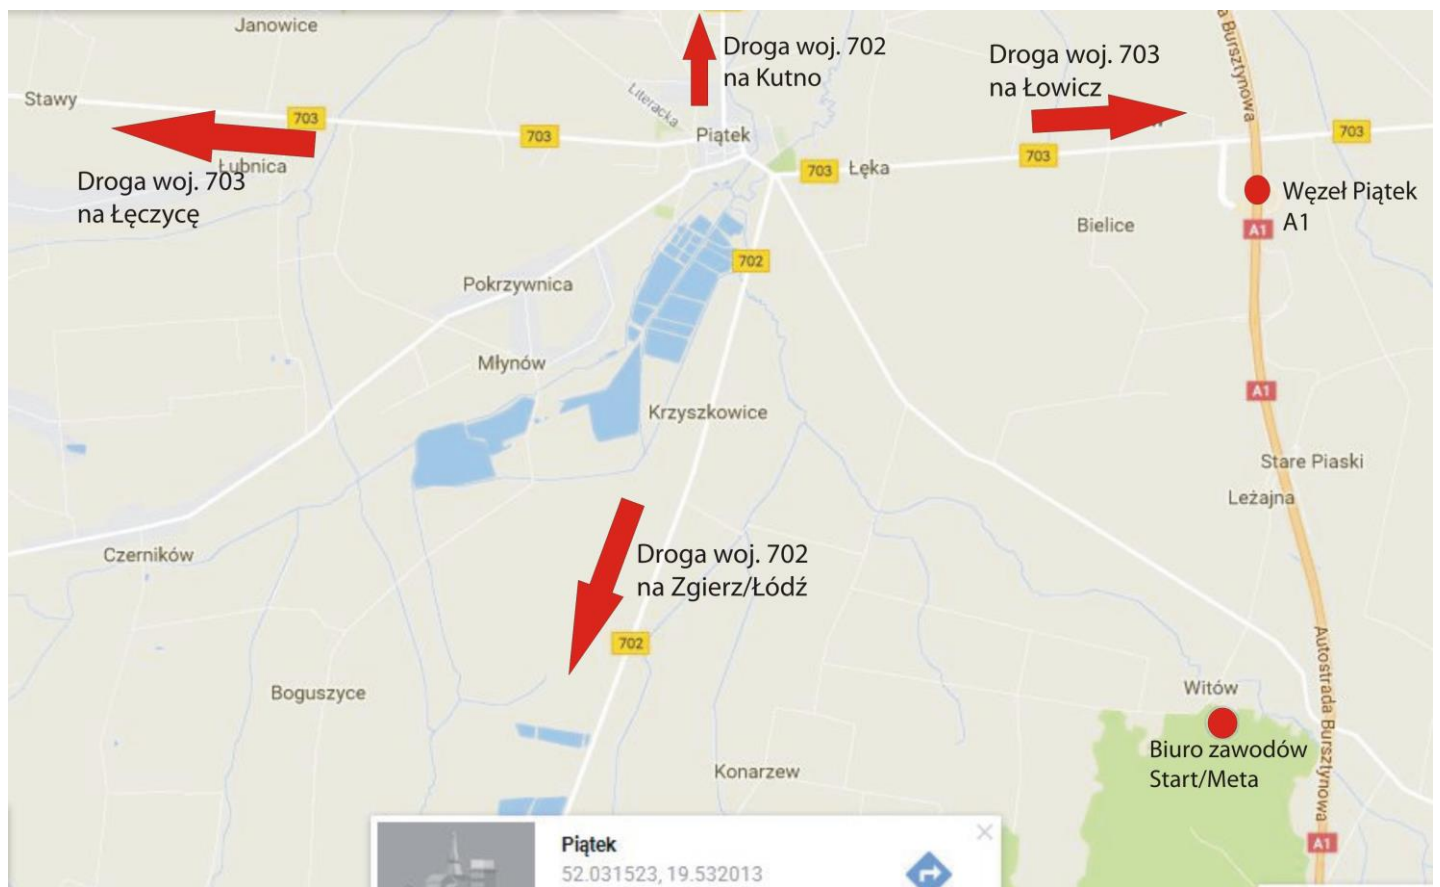 Janowice
Droga woj. 702
na Kutno
Droga woj. 703
na Łowicz
a Bursztynowa
Stawy
Literacka
703
703
Piątek
703
703
703
Łęka
Łubnica
Droga woj. 703
na Łęczycę
Węzeł Piątek
A1
A1
Bielice
702
Pokrzywnica
Młynów
A1
Krzyszkowice
Stare Piaski
Leżajna
Czerników
Droga woj. 702
na Zgierz/Łódź
702
Autostrada Bursztynowa
Boguszyce
Witów
Biuro zawodów
Start/Meta
Konarzew
A1
Piątek
52.031523, 19.532013